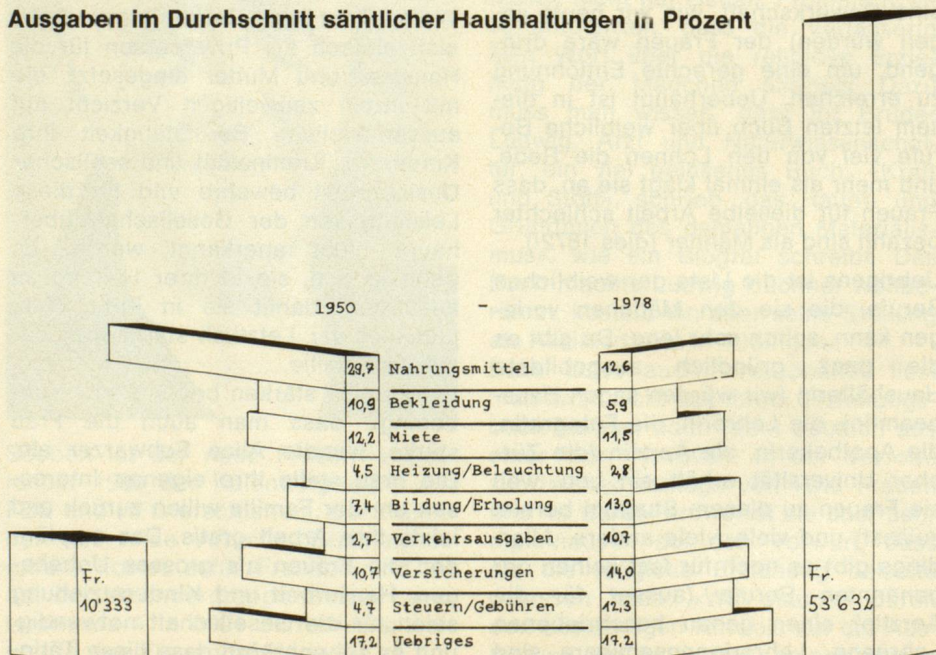 Ausgaben im Durchschnitt sämtlicher Haushaltungen in Prozent
1950 – 1978
29,7 Nahrungsmittel 12,6
10,9 Bekleidung 5,9
12,2 Miete 11,5
4,5 Heizung/Beleuchtung 2,8
7,4 Bildung/Erholung 13,0
2,7 Verkehrsausgaben 10,7
10,7 Versicherungen 14,0
4,7 Steuern/Gebühren 12,3
17,2 Uebriges 17,2
Fr.
10'333
Fr.
53'632